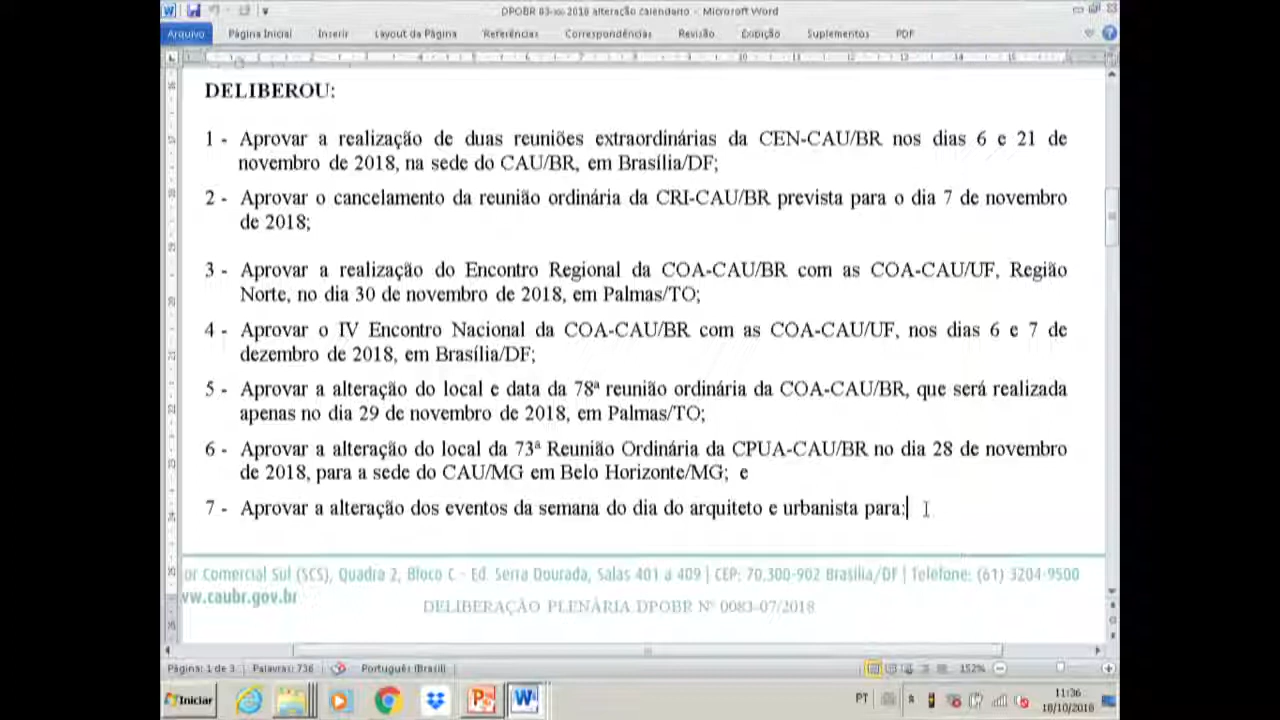 DPOBR 83-xx-2018 alteração calendario - Microsoft Word
Arquivo Página Inicial Inserir Layout da Página Referências Correspondências Revisão Exibição Suplementos PDF
DELIBEROU:
1 - Aprovar a realização de duas reuniões extraordinárias da CEN-CAU/BR nos dias 6 e 21 de
novembro de 2018, na sede do CAU/BR, em Brasília/DF;
2 - Aprovar o cancelamento da reunião ordinária da CRI-CAU/BR prevista para o dia 7 de novembro
de 2018;
3 - Aprovar a realização do Encontro Regional da COA-CAU/BR com as COA-CAU/UF, Região
Norte, no dia 30 de novembro de 2018, em Palmas/TO;
4 - Aprovar o IV Encontro Nacional da COA-CAU/BR com as COA-CAU/UF, nos dias 6 e 7 de
dezembro de 2018, em Brasília/DF;
5 - Aprovar a alteração do local e data da 78ª reunião ordinária da COA-CAU/BR, que será realizada
apenas no dia 29 de novembro de 2018, em Palmas/TO;
6 - Aprovar a alteração do local da 73ª Reunião Ordinária da CPUA-CAU/BR no dia 28 de novembro
de 2018, para a sede do CAU/MG em Belo Horizonte/MG; e
7 - Aprovar a alteração dos eventos da semana do dia do arquiteto e urbanista para:
or Comercial Sul (SCS), Quadra 2, Bloco C - Ed. Serra Dourada, Salas 401 a 409 | CEP: 70.300-902 Brasília/DF | Telefone: (61) 3204-9500
ww.caubr.gov.br
DELIBERAÇÃO PLENÁRIA DPOBR Nº 0083-07/2018
Página: 1 de 3 Palavras: 736 Português (Brasil) 152%
Iniciar PT 11:36
18/10/2018